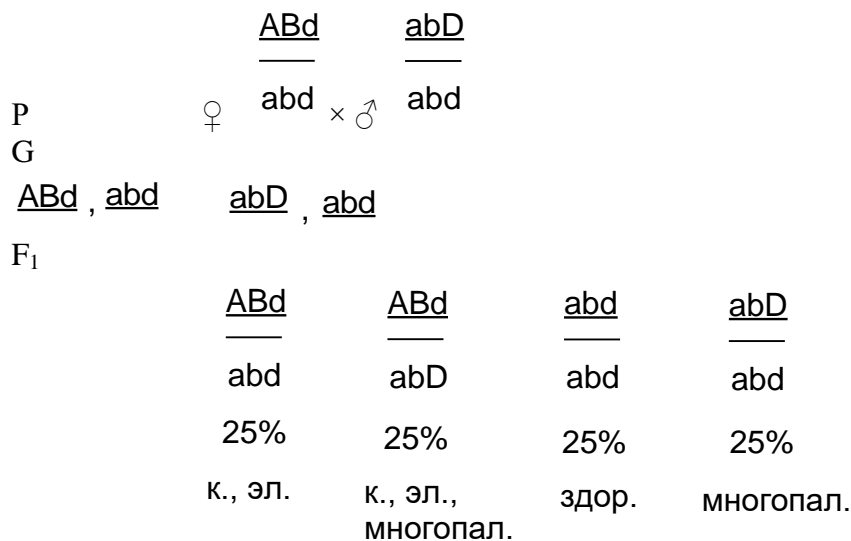 ABd abD
abd abd
P ♀ × ♂
G
ABd , abd abD , abd
F₁
ABd ABd abd abD
abd abD abd abd
25% 25% 25% 25%
к., эл. к., эл., здор. многопал.
многопал.